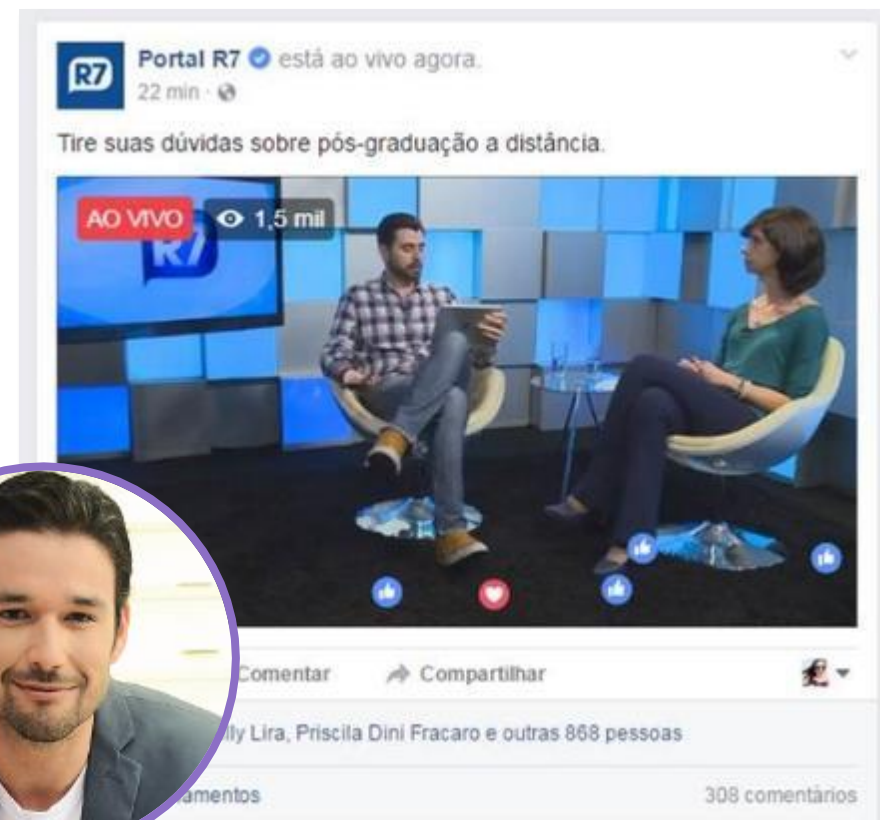 R7
Portal R7 está ao vivo agora.
22 min ·
Tire suas dúvidas sobre pós-graduação a distância.
AO VIVO 1,5 mil
R7
Comentar Compartilhar
Lira, Priscila Dini Fracaro e outras 868 pessoas
308 comentários